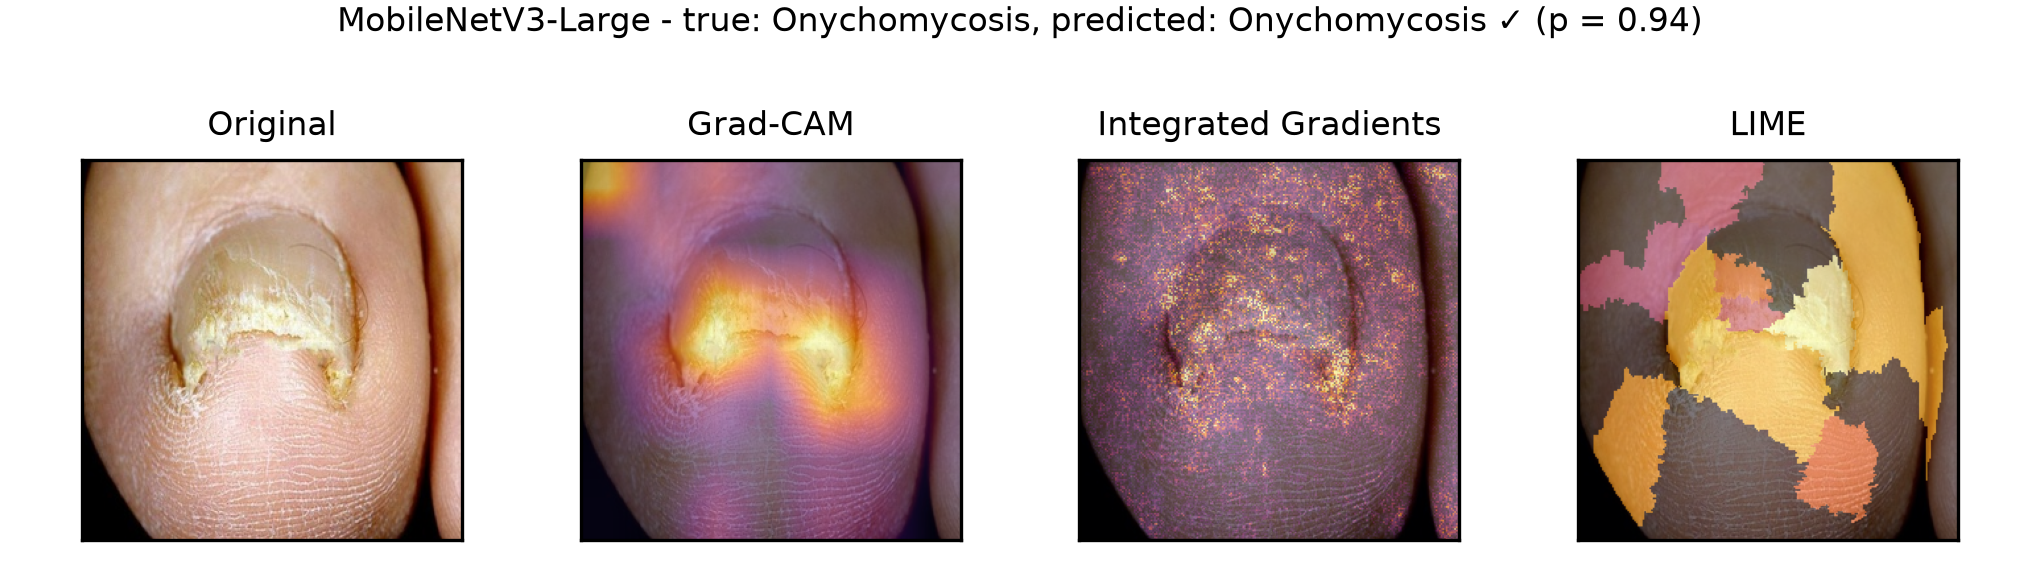 MobileNetV3-Large - true: Onychomycosis, predicted: Onychomycosis ✓ (p = 0.94)
Original
Grad-CAM
Integrated Gradients
LIME